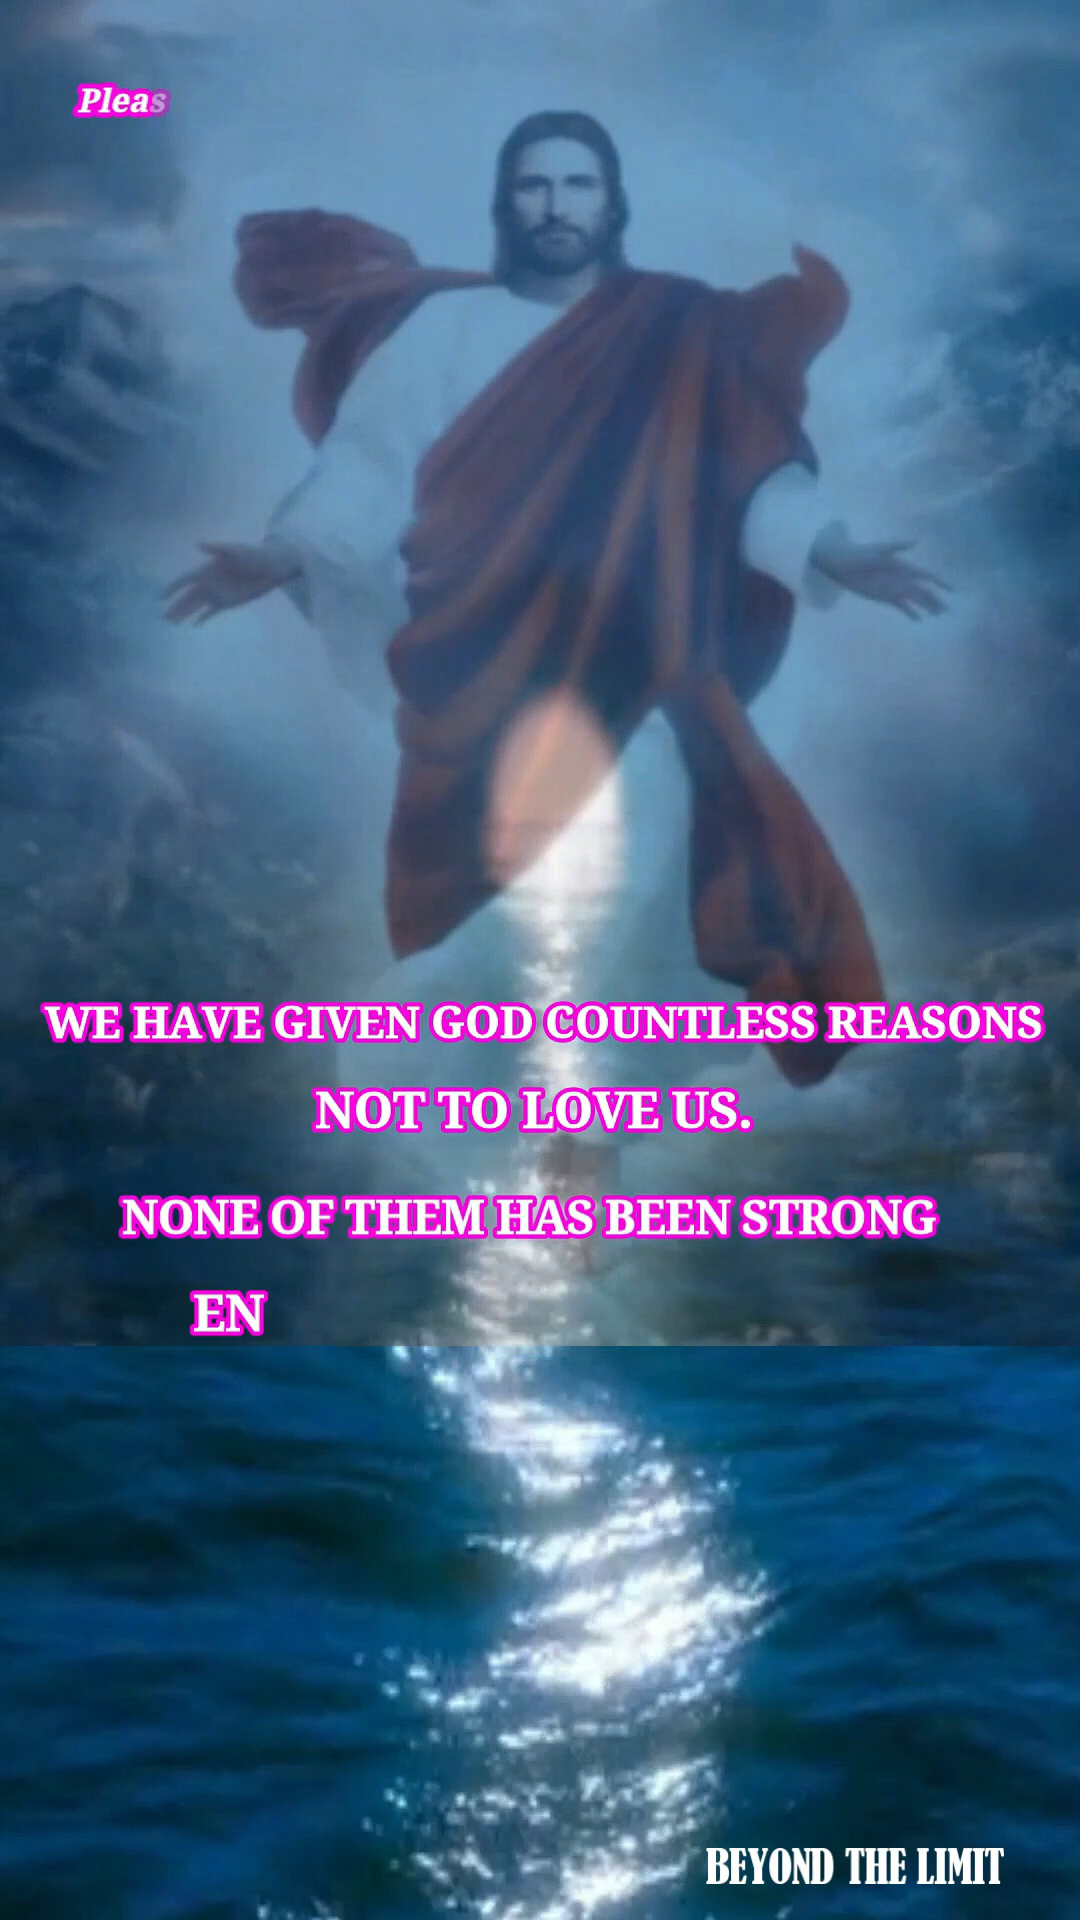 Pleas
WE HAVE GIVEN GOD COUNTLESS REASONS
NOT TO LOVE US.
NONE OF THEM HAS BEEN STRONG
EN
BEYOND THE LIMIT